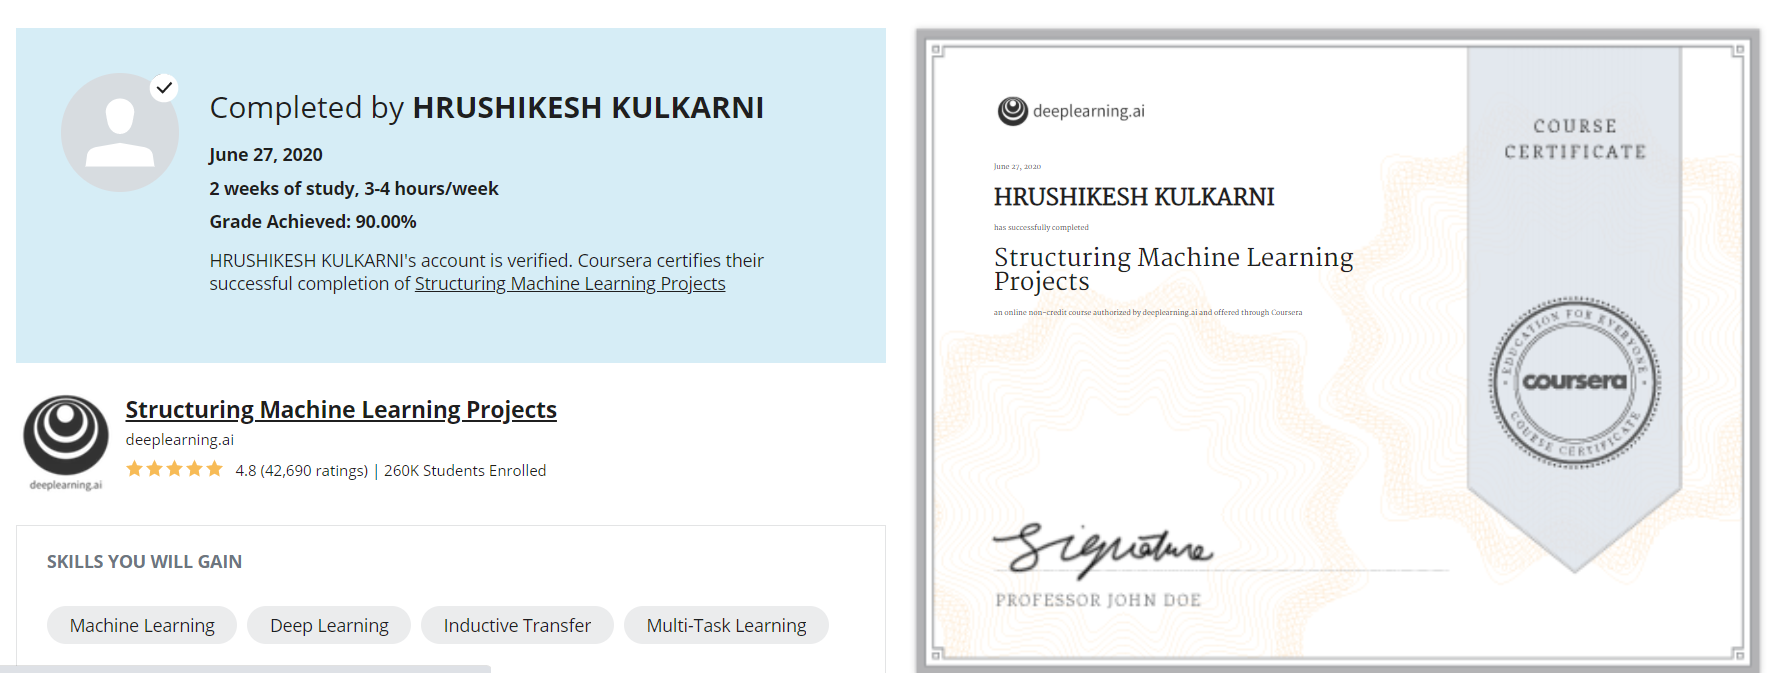 Completed by HRUSHIKESH KULKARNI
June 27, 2020
2 weeks of study, 3-4 hours/week
Grade Achieved: 90.00%
HRUSHIKESH KULKARNI's account is verified. Coursera certifies their
successful completion of Structuring Machine Learning Projects
deeplearning.ai
Structuring Machine Learning Projects
deeplearning.ai
4.8 (42,690 ratings) | 260K Students Enrolled
SKILLS YOU WILL GAIN
Machine Learning
Deep Learning
Inductive Transfer
Multi-Task Learning
deeplearning.ai
June 27, 2020
HRUSHIKESH KULKARNI
has successfully completed
Structuring Machine Learning
Projects
an online non-credit course authorized by deeplearning.ai and offered through Coursera
Signature
PROFESSOR JOHN DOE
COURSE
CERTIFICATE
EDUCATION FOR EVERYONE
coursera
COURSE CERTIFICATE